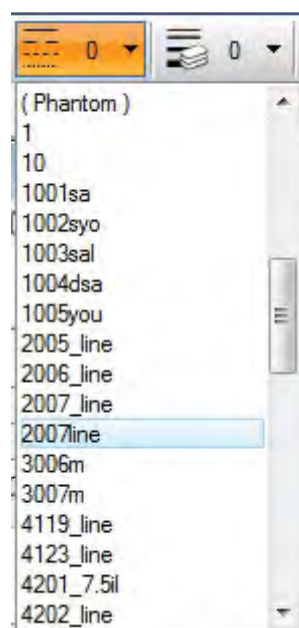 0 0
( Phantom )
1
10
1001sa
1002syo
1003sal
1004dsa
1005you
2005_line
2006_line
2007_line
2007line
3006m
3007m
4119_line
4123_line
4201_7.5il
4202_line